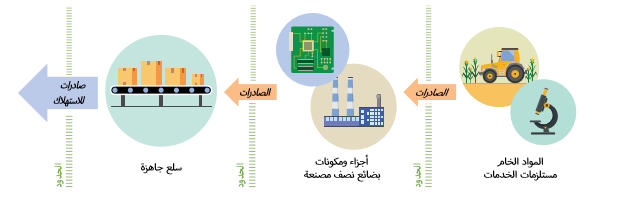 الصادرات
الصادرات
صادرات
للاستهلاك
المواد الخام
مستلزمات الخدمات
الحدود
أجزاء ومكونات
بضائع نصف مصنعة
الحدود
سلع جاهزة
الحدود